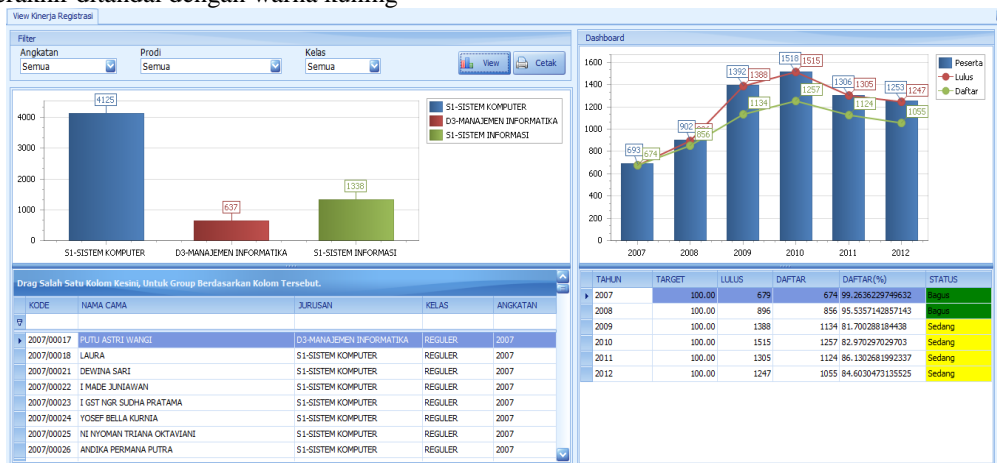 terakhir ditandai dengan warna kuning
View Kinerja Registrasi
Filter
Angkatan Prodi Kelas
Semua Semua Semua View Cetak
4125
637
1338
4000
3000
2000
1000
0
S1-SISTEM KOMPUTER D3-MANAJEMEN INFORMATIKA S1-SISTEM INFORMASI
S1-SISTEM KOMPUTER
D3-MANAJEMEN INFORMATIKA
S1-SISTEM INFORMASI
Drag Salah Satu Kolom Kesini, Untuk Group Berdasarkan Kolom Tersebut.
KODE NAMA CAMA JURUSAN KELAS ANGKATAN
2007/00017 PUTU ASTRI WANGI D3-MANAJEMEN INFORMATIKA REGULER 2007
2007/00018 LAURA S1-SISTEM KOMPUTER REGULER 2007
2007/00021 DEWINA SARI S1-SISTEM KOMPUTER REGULER 2007
2007/00022 I MADE JUNIAWAN S1-SISTEM KOMPUTER REGULER 2007
2007/00023 I GST NGR SUDHA PRATAMA S1-SISTEM KOMPUTER REGULER 2007
2007/00024 YOSEF BELLA KURNIA S1-SISTEM KOMPUTER REGULER 2007
2007/00025 NI NYOMAN TRIANA OKTAVIANI S1-SISTEM KOMPUTER REGULER 2007
2007/00026 ANDIKA PERMANA PUTRA S1-SISTEM KOMPUTER REGULER 2007
Dashboard
1600
1400
1200
1000
800
600
400
200
0
693 674
902 856
1392 1388 1134
1518 1515 1257
1306 1305 1124
1253 1247 1055
2007 2008 2009 2010 2011 2012
Peserta
Lulus
Daftar
TAHUN TARGET LULUS DAFTAR DAFTAR(%) STATUS
2007 100.00 679 674 99.2636229749632 Bagus
2008 100.00 896 856 95.5357142857143 Bagus
2009 100.00 1388 1134 81.700288184438 Sedang
2010 100.00 1515 1257 82.970297029703 Sedang
2011 100.00 1305 1124 86.1302681992337 Sedang
2012 100.00 1247 1055 84.6030473135525 Sedang